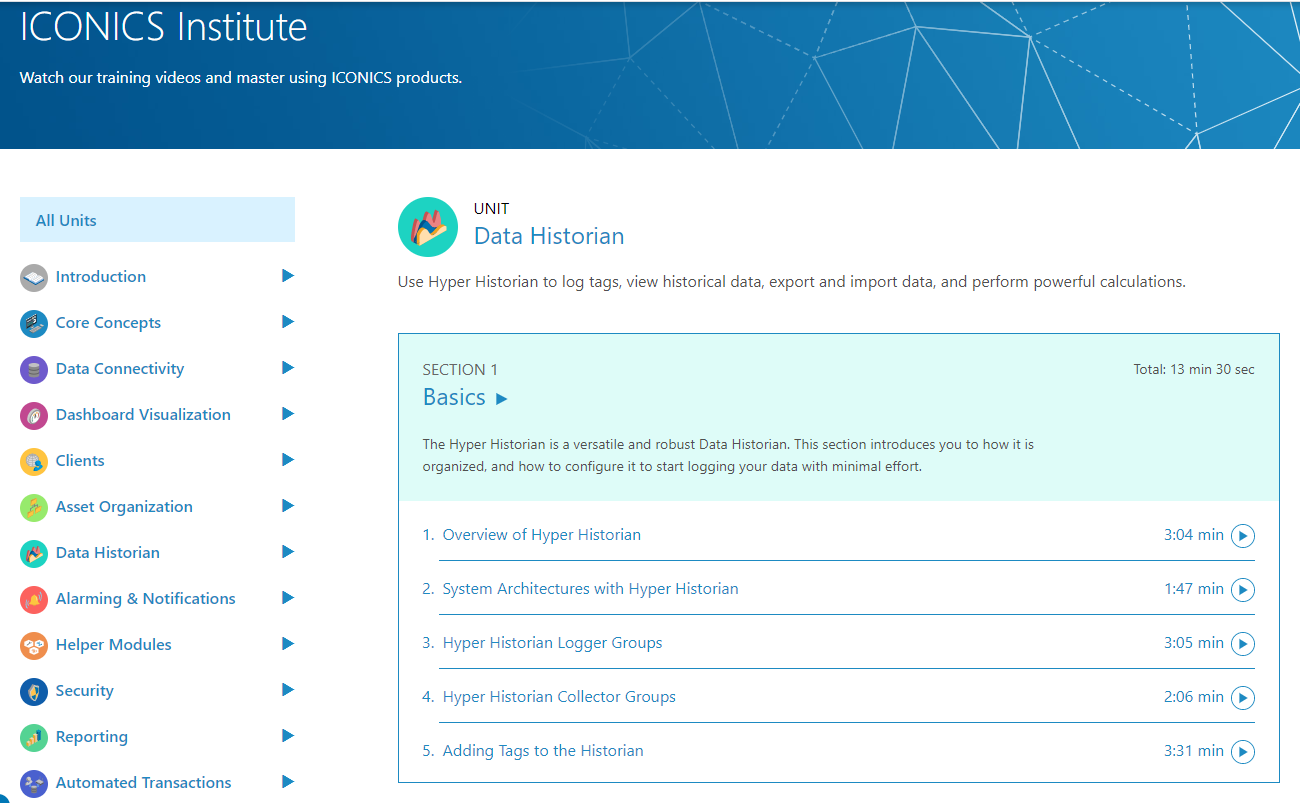 ICONICS Institute
Watch our training videos and master using ICONICS products.
All Units
Introduction
Core Concepts
Data Connectivity
Dashboard Visualization
Clients
Asset Organization
Data Historian
Alarming & Notifications
Helper Modules
Security
Reporting
Automated Transactions
UNIT
Data Historian
Use Hyper Historian to log tags, view historical data, export and import data, and perform powerful calculations.
SECTION 1
Total: 13 min 30 sec
Basics
The Hyper Historian is a versatile and robust Data Historian. This section introduces you to how it is
organized, and how to configure it to start logging your data with minimal effort.
1. Overview of Hyper Historian 3:04 min
2. System Architectures with Hyper Historian 1:47 min
3. Hyper Historian Logger Groups 3:05 min
4. Hyper Historian Collector Groups 2:06 min
5. Adding Tags to the Historian 3:31 min